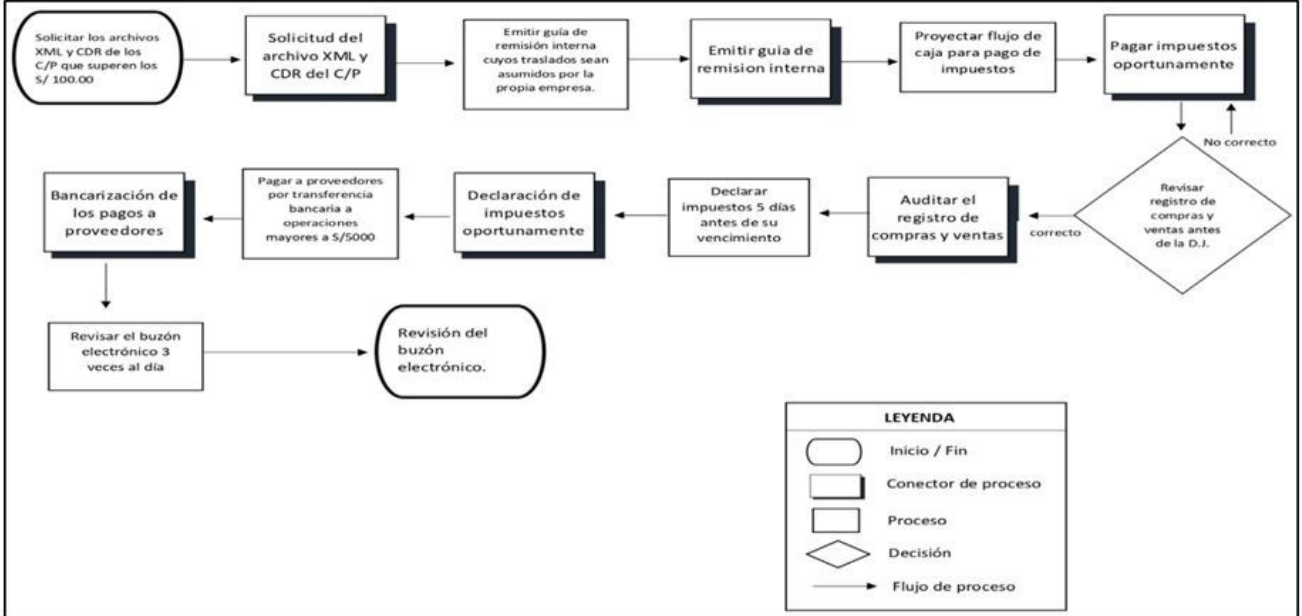 Solicitar los archivos
XML y CDR de los
C/P que superen los
S/ 100.00
Solicitud del
archivo XML y
CDR del C/P
Emitir guía de
remisión interna
cuyos traslados sean
asumidos por la
propia empresa.
Emitir guia de
remision interna
Proyectar flujo de
caja para pago de
impuestos
Pagar impuestos
oportunamente
No correcto
Revisar
registro de
compras y
ventas antes
de la D.J.
correcto
Auditar el
registro de
compras y ventas
Declarar
impuestos 5 días
antes de su
vencimiento
Declaración de
impuestos
oportunamente
Pagar a proveedores
por transferencia
bancaria a
operaciones
mayores a S/5000
Bancarización de
los pagos a
proveedores
Revisar el buzón
electrónico 3
veces al día
Revisión del
buzón
electrónico.
LEYENDA
Inicio / Fin
Conector de proceso
Proceso
Decisión
Flujo de proceso